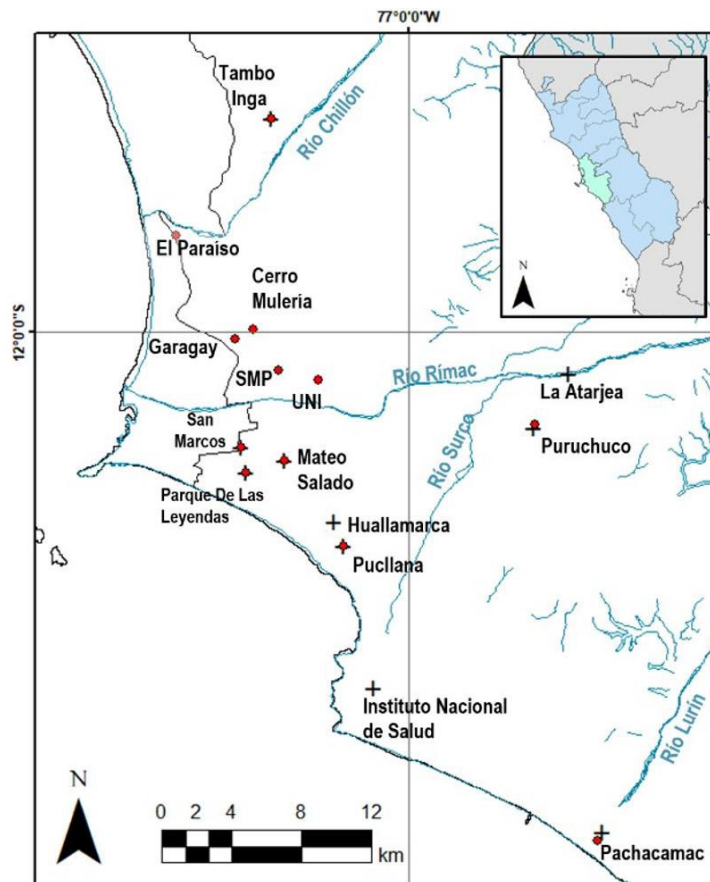 77°0'0"W
Tambo
Inga
Río Chillón
El Paraíso
Cerro
Mulería
12°0'0"S
Garagay
SMP
UNI
Río Rímac
La Atarjea
San
Marcos
Río Surco
Puruchuco
Mateo
Salado
Parque De Las
Leyendas
Huallamarca
Pucllana
Instituto Nacional
de Salud
Río Lurín
Pachacamac
N
N
0 2 4 8 12
km